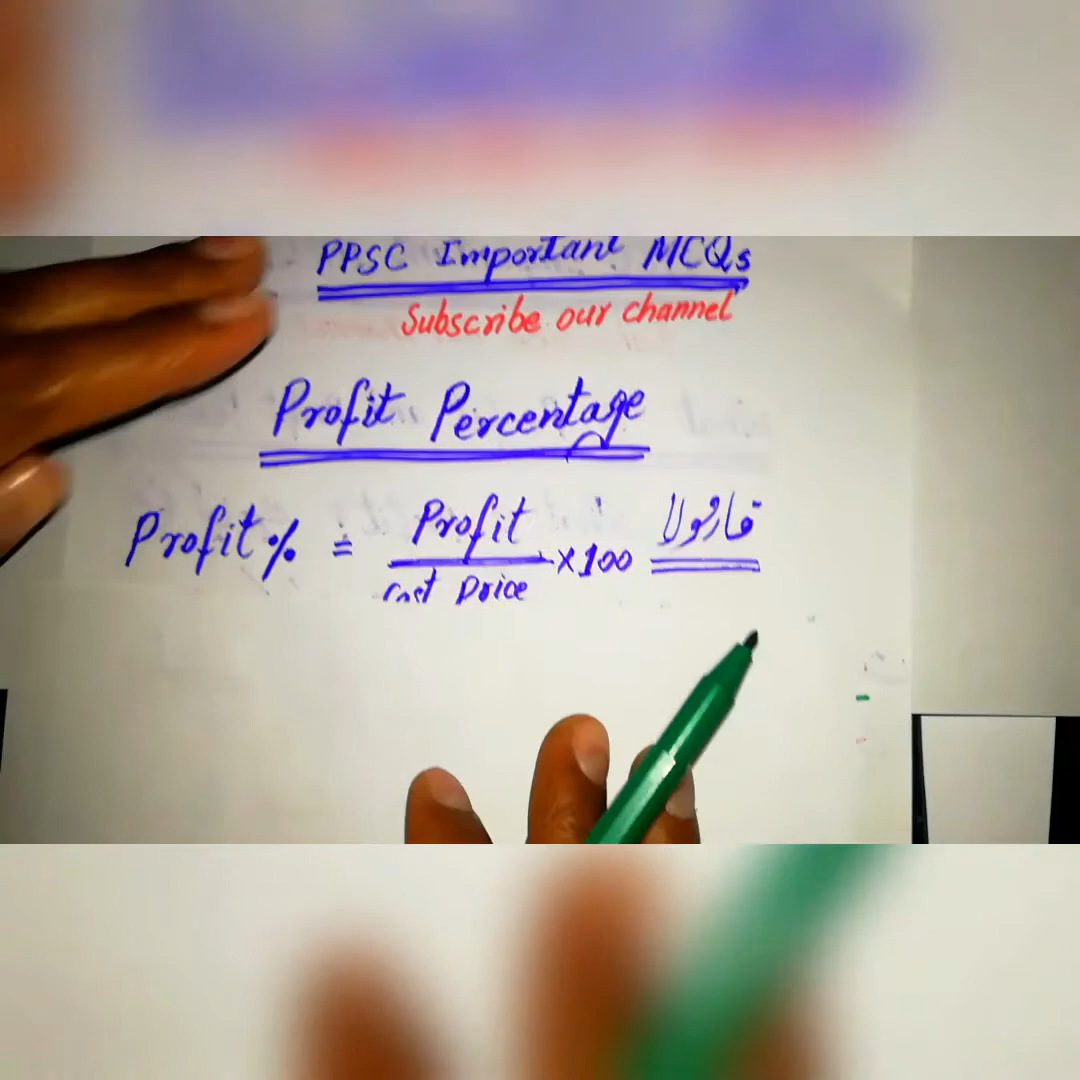 PPSC Important MCQs
Subscribe our channel
Profit Percentage
Profit % = Profit / Cost Price × 100 فارمولا